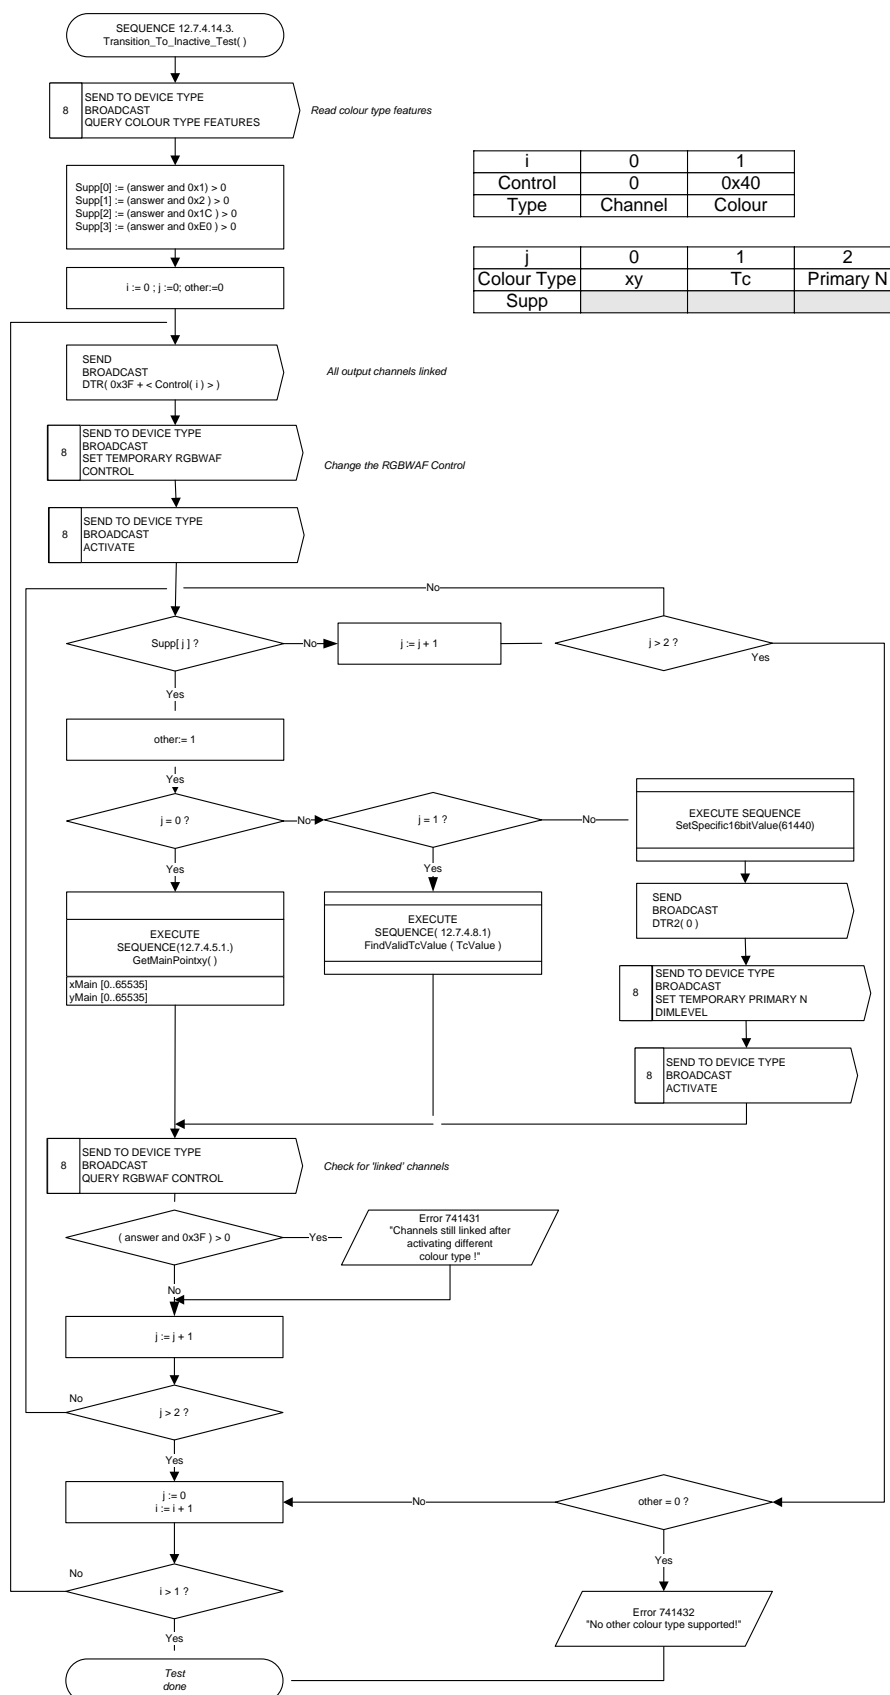 SEQUENCE 12.7.4.14.3.
Transition_To_Inactive_Test( )
8
SEND TO DEVICE TYPE
BROADCAST
QUERY COLOUR TYPE FEATURES
Read colour type features
Supp[0] := (answer and 0x1) > 0
Supp[1] := (answer and 0x2 ) > 0
Supp[2] := (answer and 0x1C ) > 0
Supp[3] := (answer and 0xE0 ) > 0
i 0 1
Control 0 0x40
Type Channel Colour
j 0 1 2
Colour Type xy Tc Primary N
Supp
i := 0 ; j :=0; other:=0
SEND
BROADCAST
DTR( 0x3F + < Control( i ) > )
All output channels linked
8
SEND TO DEVICE TYPE
BROADCAST
SET TEMPORARY RGBWAF
CONTROL
Change the RGBWAF Control
8
SEND TO DEVICE TYPE
BROADCAST
ACTIVATE
No
Supp[ j ] ?
No
j := j + 1
j > 2 ?
Yes
Yes
other:= 1
Yes
j = 0 ?
No
j = 1 ?
No
EXECUTE SEQUENCE
SetSpecific16bitValue(61440)
Yes
Yes
EXECUTE
SEQUENCE(12.7.4.5.1.)
GetMainPointxy( )
xMain [0..65535]
yMain [0..65535]
EXECUTE
SEQUENCE( 12.7.4.8.1)
FindValidTcValue ( TcValue )
SEND
BROADCAST
DTR2( 0 )
8
SEND TO DEVICE TYPE
BROADCAST
SET TEMPORARY PRIMARY N
DIMLEVEL
8
SEND TO DEVICE TYPE
BROADCAST
ACTIVATE
8
SEND TO DEVICE TYPE
BROADCAST
QUERY RGBWAF CONTROL
Check for 'linked' channels
( answer and 0x3F ) > 0
Yes
Error 741431
"Channels still linked after
activating different
colour type !"
No
j := j + 1
No
j > 2 ?
Yes
j := 0
i := i + 1
No
other = 0 ?
Yes
No
i > 1 ?
Yes
Error 741432
"No other colour type supported!"
Test
done